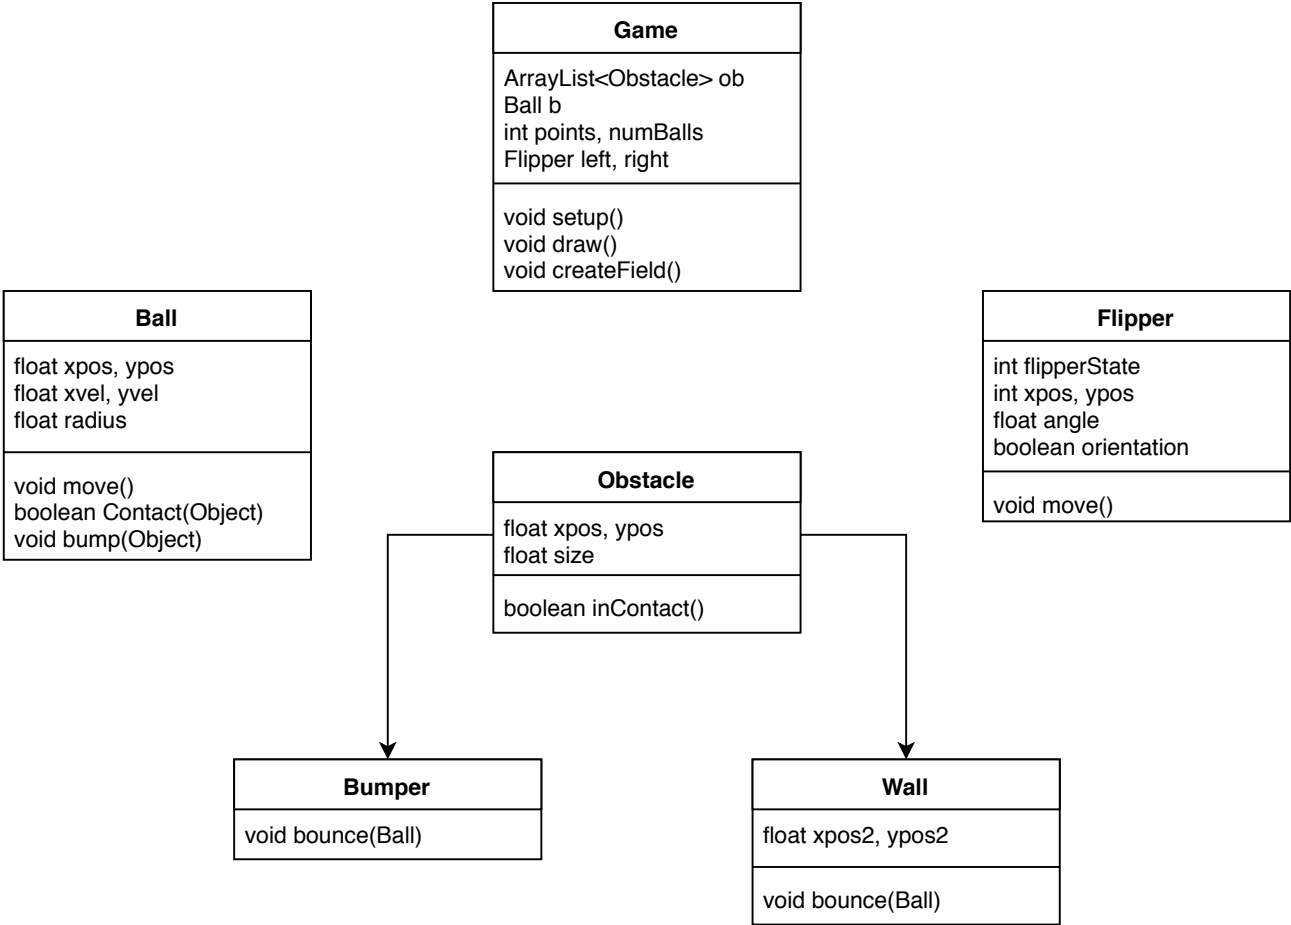 Game
ArrayList<Obstacle> ob
Ball b
int points, numBalls
Flipper left, right
void setup()
void draw()
void createField()
Ball
float xpos, ypos
float xvel, yvel
float radius
void move()
boolean Contact(Object)
void bump(Object)
Flipper
int flipperState
int xpos, ypos
float angle
boolean orientation
void move()
Obstacle
float xpos, ypos
float size
boolean inContact()
Bumper
void bounce(Ball)
Wall
float xpos2, ypos2
void bounce(Ball)